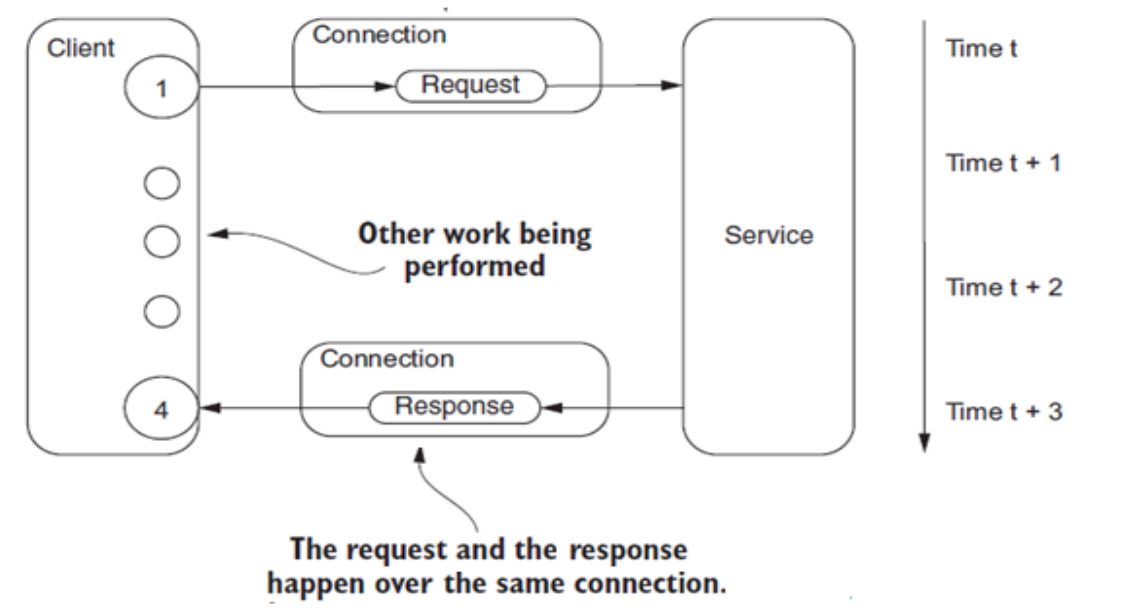 Client
Connection
Time t
1
Request
Time t + 1
Other work being
performed
Service
Time t + 2
Connection
4
Response
Time t + 3
The request and the response
happen over the same connection.